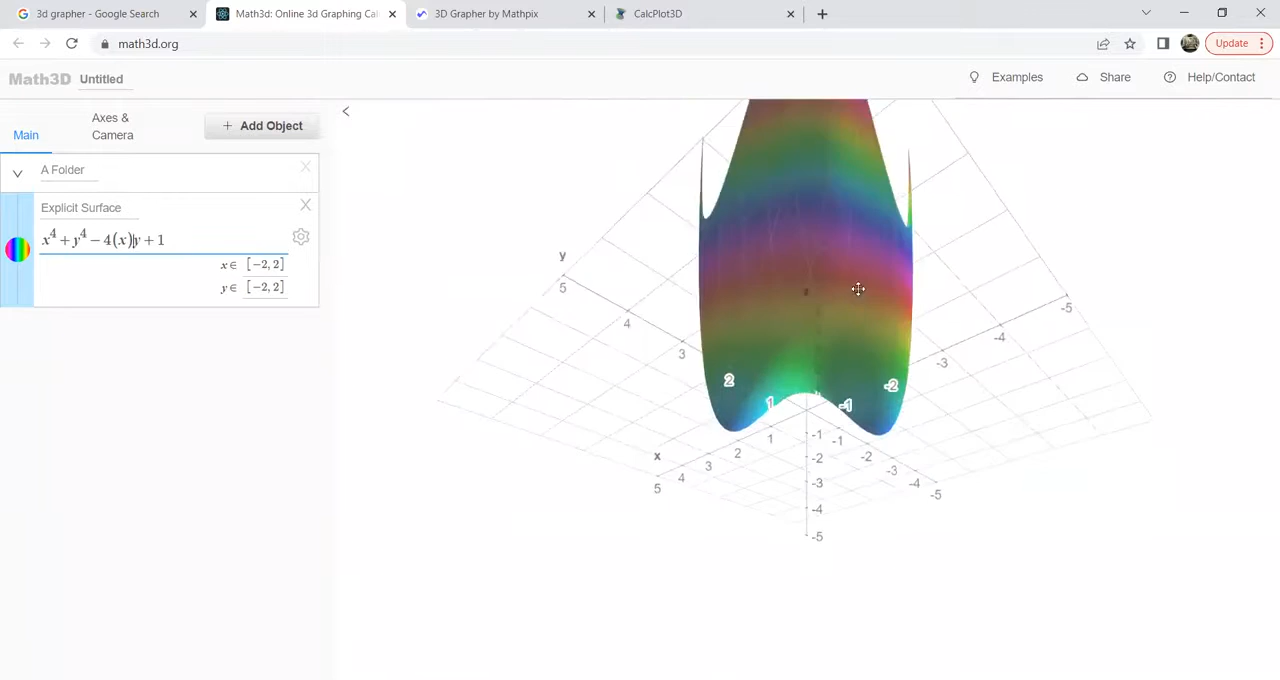 3d grapher - Google Search
Math3d: Online 3d Graphing Cal
3D Grapher by Mathpix
CalcPlot3D
math3d.org
Update
Math3D Untitled
Examples
Share
Help/Contact
Main
Axes &
Camera
+ Add Object
A Folder
Explicit Surface
x⁴ + y⁴ − 4(x)y + 1
x ∈ [−2, 2]
y ∈ [−2, 2]
y
5
4
3
-5
-4
-3
2
-2
1
-1
-1
1
-1
2
-2
-2
3
-3
-3
4
-4
-4
x
5
-5
-5